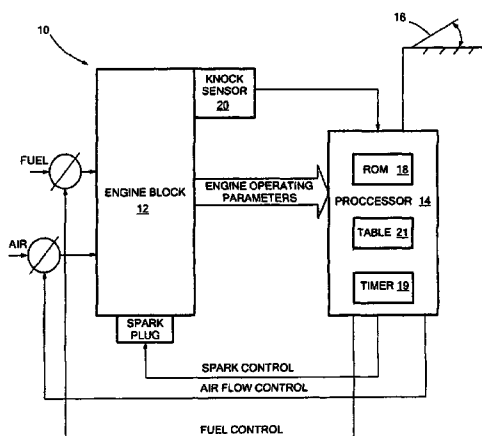 16
10
KNOCK
SENSOR
20
FUEL
ENGINE BLOCK
12
ENGINE OPERATING
PARAMETERS
ROM 18
PROCCESSOR 14
TABLE 21
TIMER 19
AIR
SPARK
PLUG
SPARK CONTROL
AIR FLOW CONTROL
FUEL CONTROL